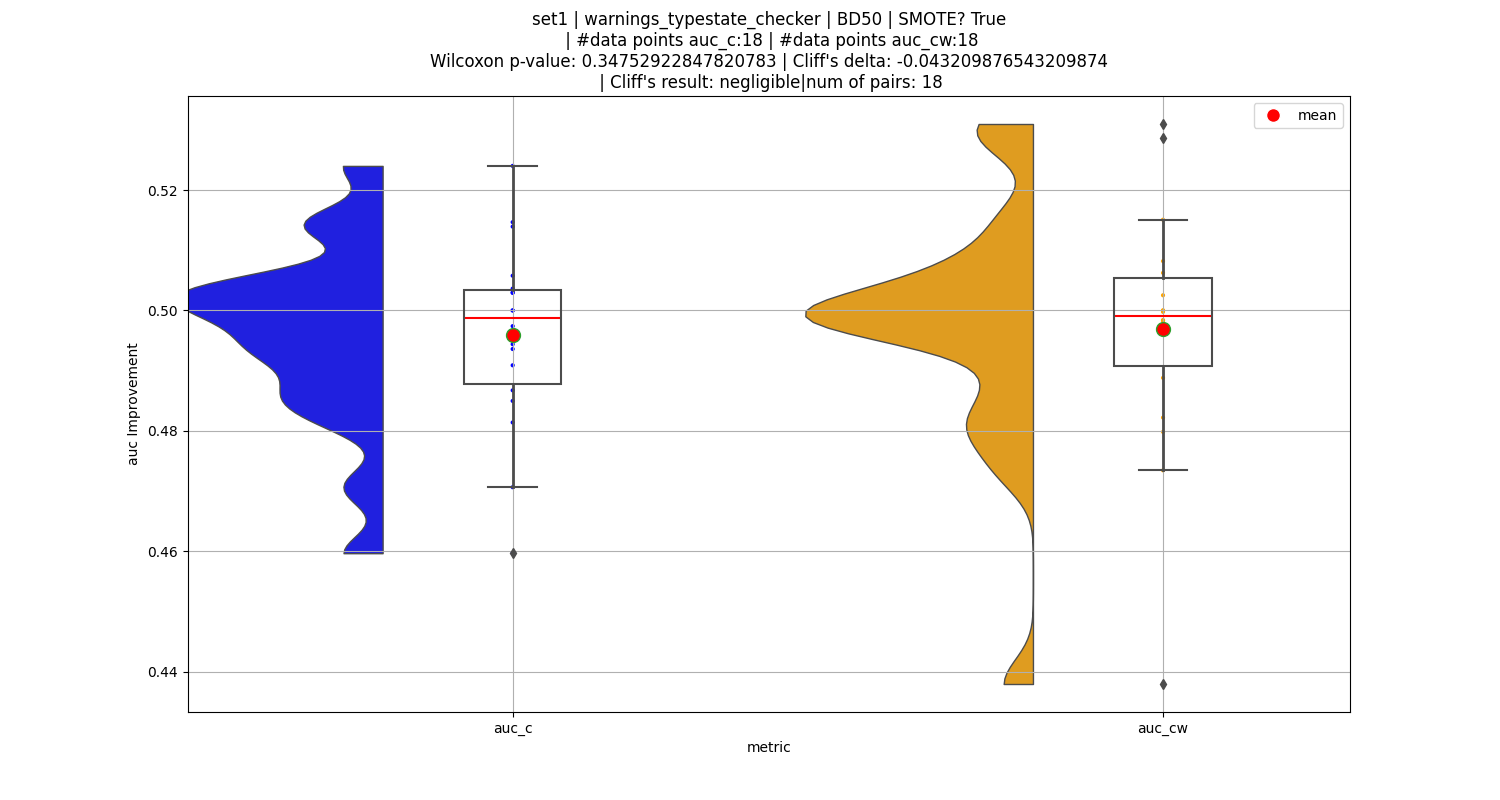 set1 | warnings_typestate_checker | BD50 | SMOTE? True
| #data points auc_c:18 | #data points auc_cw:18
Wilcoxon p-value: 0.34752922847820783 | Cliff's delta: -0.043209876543209874
| Cliff's result: negligible|num of pairs: 18
mean
0.52
0.50
0.48
0.46
0.44
auc Improvement
auc_c
auc_cw
metric